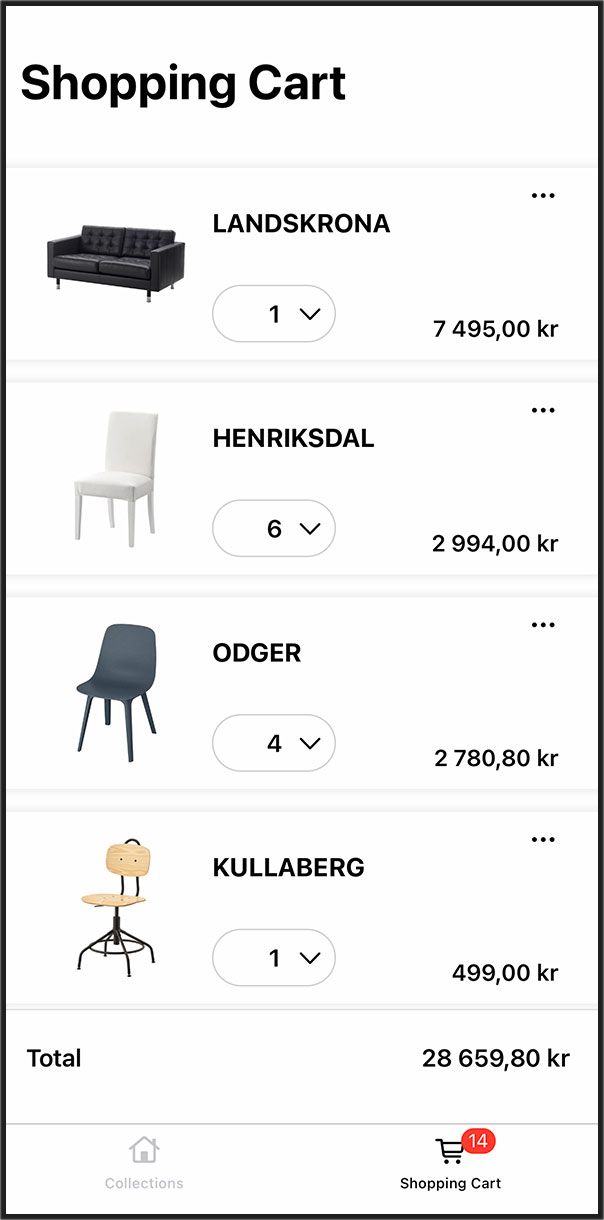 Shopping Cart
LANDSKRONA
1
7 495,00 kr
HENRIKSDAL
6
2 994,00 kr
ODGER
4
2 780,80 kr
KULLABERG
1
499,00 kr
Total
28 659,80 kr
14
Collections
Shopping Cart